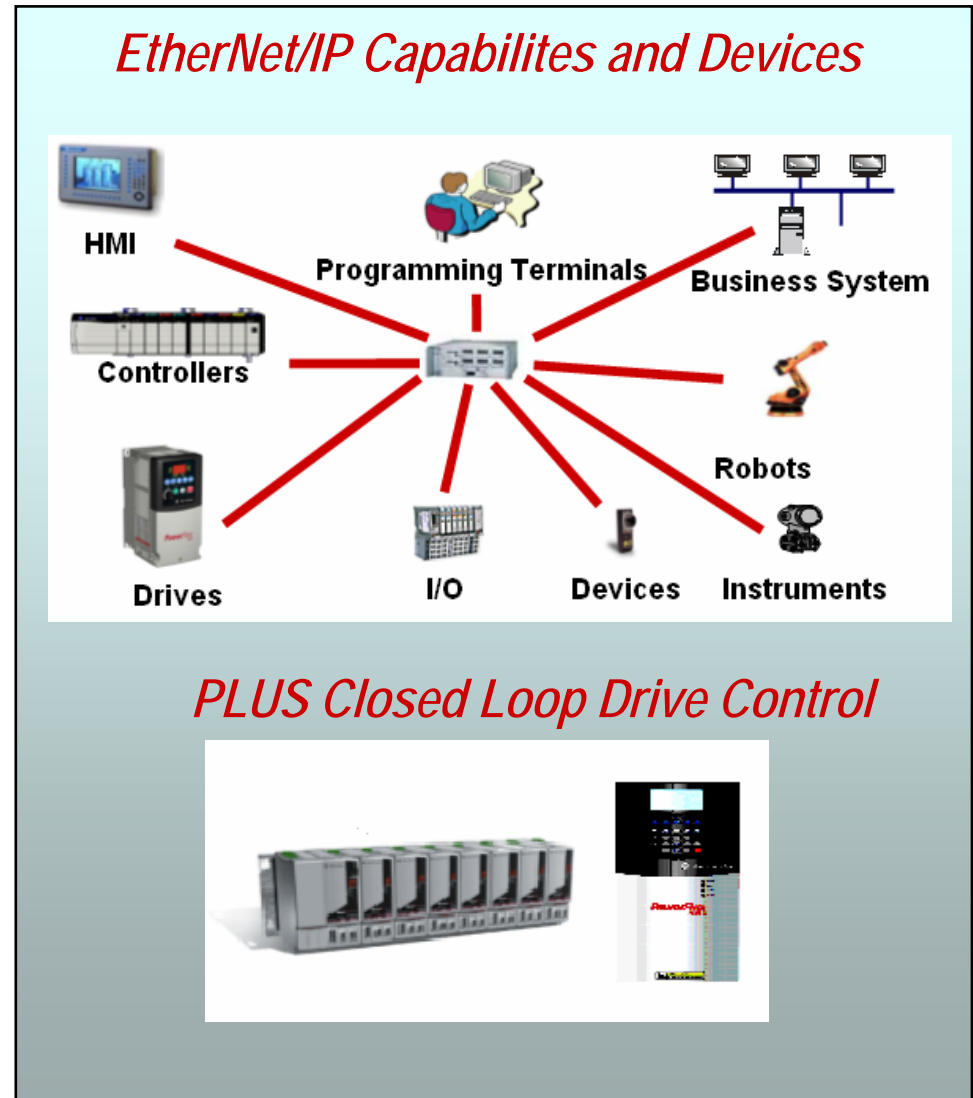 EtherNet/IP Capabilites and Devices
HMI
Programming Terminals
Business System
Controllers
Robots
Drives
I/O
Devices
Instruments
PLUS Closed Loop Drive Control